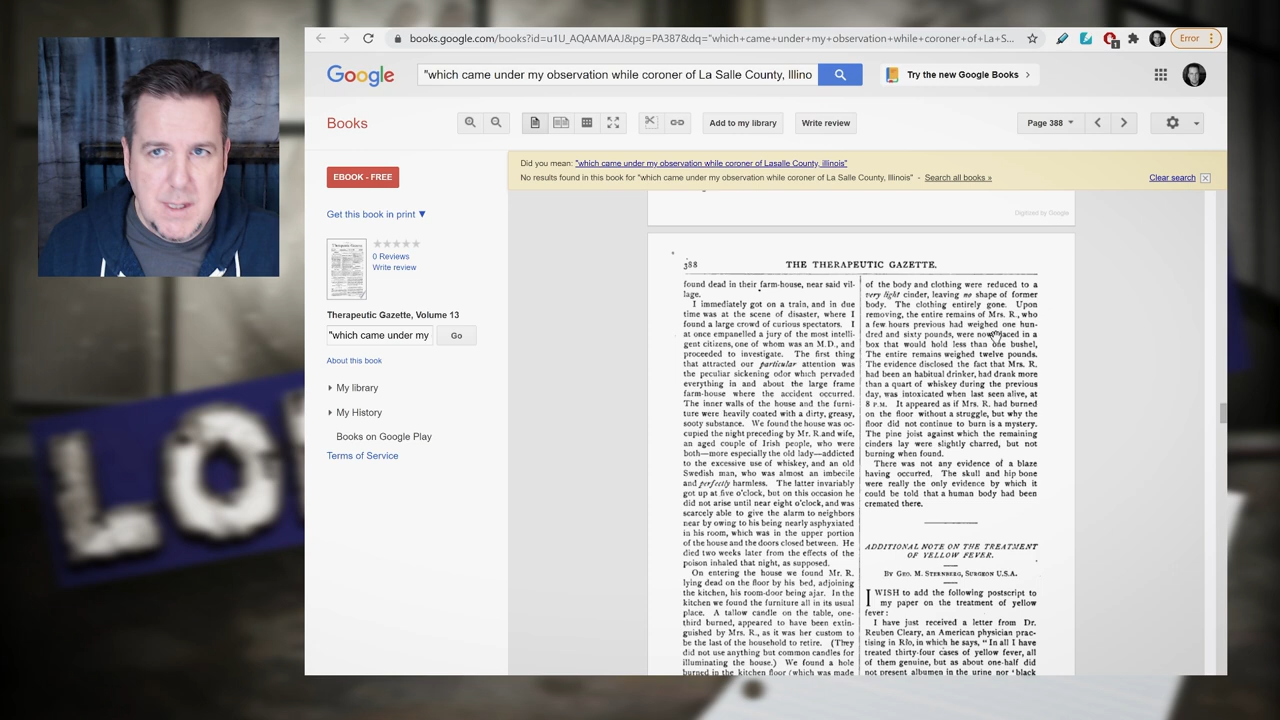 books.google.com/books?id=u1U_AQAAMAAJ&pg=PA387&dq="which+came+under+my+observation+while+coroner+of+La+S...
Error
1
Google
"which came under my observation while coroner of La Salle County, Illino
Try the new Google Books
Books
Add to my library
Write review
Page 388
Did you mean: "which came under my observation while coroner of Lasalle County, illinois"
No results found in this book for "which came under my observation while coroner of La Salle County, Illinois" - Search all books »
Clear search
EBOOK - FREE
Get this book in print ▼
0 Reviews
Write review
Therapeutic Gazette, Volume 13
"which came under my
Go
About this book
My library
My History
Books on Google Play
Terms of Service
Digitized by Google
388
THE THERAPEUTIC GAZETTE.
found dead in their farm-house, near said vil-
lage.
I immediately got on a train, and in due
time was at the scene of disaster, where I
found a large crowd of curious spectators. I
at once empanelled a jury of the most intelli-
gent citizens, one of whom was an M.D., and
proceeded to investigate. The first thing
that attracted our particular attention was
the peculiar sickening odor which pervaded
everything in and about the large frame
farm-house where the accident occurred.
The inner walls of the house and the furni-
ture were heavily coated with a dirty, greasy,
sooty substance. We found the house was oc-
cupied the night preceding by Mr. R. and wife,
an aged couple of Irish people, who were
both—more especially the old lady—addicted
to the excessive use of whiskey, and an old
Swedish man, who was almost an imbecile
and perfectly harmless. The latter invariably
got up at five o'clock, but on this occasion he
did not arise until near eight o'clock, and was
scarcely able to give the alarm to neighbors
near by owing to his being nearly asphyxiated
in his room, which was in the upper portion
of the house and the doors closed between. He
died two weeks later from the effects of the
poison inhaled that night, as supposed.
On entering the house we found Mr. R.
lying dead on the floor by his bed, adjoining
the kitchen, his room-door being ajar. In the
kitchen we found the furniture all in its usual
place. A tallow candle on the table, one-
third burned, appeared to have been extin-
guished by Mrs. R., as it was her custom to
be the last of the household to retire. (They
did not use anything but common candles for
illuminating the house.) We found a hole
burned in the kitchen floor (which was made
of the body and clothing were reduced to a
very light cinder, leaving no shape of former
body. The clothing entirely gone. Upon
removing, the entire remains of Mrs. R., who
a few hours previous had weighed one hun-
dred and sixty pounds, were now placed in a
box that would hold less than one bushel,
The entire remains weighed twelve pounds.
The evidence disclosed the fact that Mrs. R.
had been an habitual drinker, had drank more
than a quart of whiskey during the previous
day, was intoxicated when last seen alive, at
8 P.M. It appeared as if Mrs. R. had burned
on the floor without a struggle, but why the
floor did not continue to burn is a mystery.
The pine joist against which the remaining
cinders lay were slightly charred, but not
burning when found.
There was not any evidence of a blaze
having occurred. The skull and hip bone
were really the only evidence by which it
could be told that a human body had been
cremated there.
ADDITIONAL NOTE ON THE TREATMENT
OF YELLOW FEVER.
By Geo. M. Sternberg, Surgeon U.S.A.
I WISH to add the following postscript to
my paper on the treatment of yellow
fever:
I have just received a letter from Dr.
Reuben Cleary, an American physician prac-
tising in Rio, in which he says, "In all I have
treated thirty-four cases of yellow fever, all
of them genuine, but as about one-half did
not present albumen in the urine nor 'black